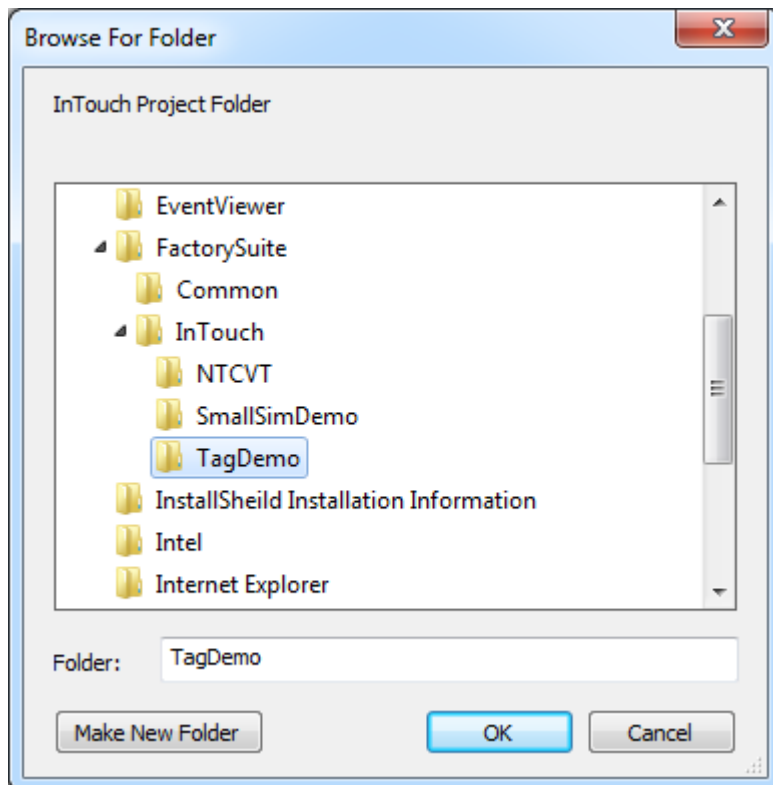 Browse For Folder
InTouch Project Folder
EventViewer
FactorySuite
Common
InTouch
NTCVT
SmallSimDemo
TagDemo
InstallSheild Installation Information
Intel
Internet Explorer
Folder: TagDemo
Make New Folder OK Cancel